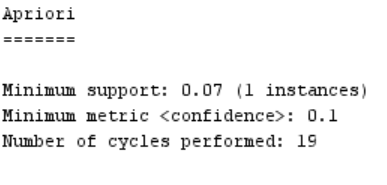 Apriori
=======
Minimum support: 0.07 (1 instances)
Minimum metric <confidence>: 0.1
Number of cycles performed: 19